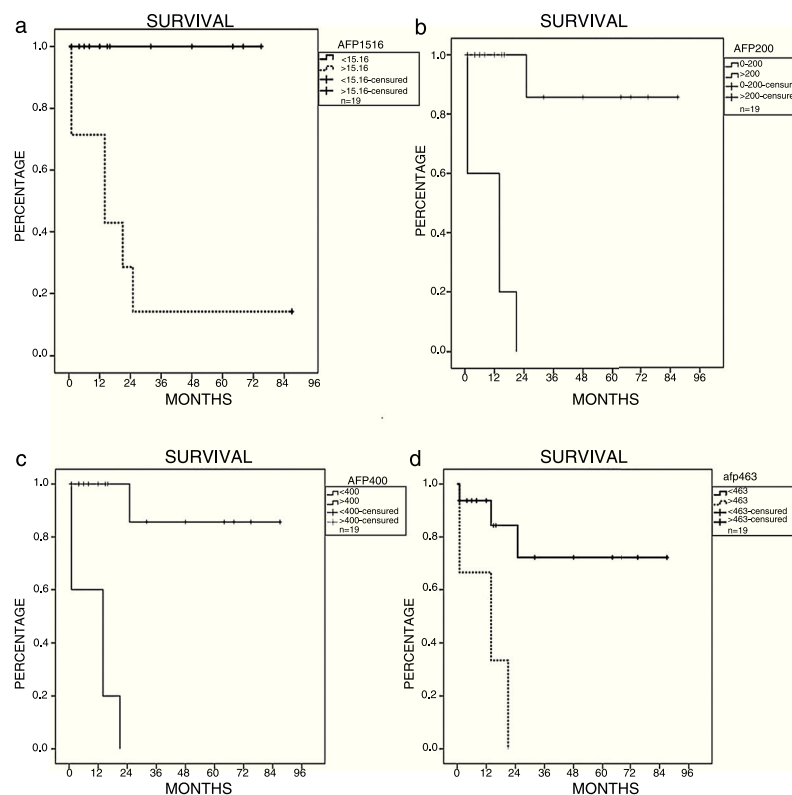 a
SURVIVAL
AFP1516
<15.16
>15.16
<15.16-censured
>15.16-censured
n=19
1.0
0.8
0.6
0.4
0.2
0.0
PERCENTAGE
0 12 24 36 48 60 72 84 96
MONTHS
b
SURVIVAL
AFP200
0-200
>200
0-200-censure
>200-censure
n=19
1.0
0.8
0.6
0.4
0.2
0.0
PERCENTAGE
0 12 24 36 48 60 72 84 96
MONTHS
c
SURVIVAL
AFP400
<400
>400
<400-censured
>400-censured
n=19
1.0
0.8
0.6
0.4
0.2
0.0
PERCENTAGE
0 12 24 36 48 60 72 84 96
MONTHS
d
SURVIVAL
afp463
<463
>463
<463-censured
>463-censured
n=19
1.0
0.8
0.6
0.4
0.2
0.0
PERCENTAGE
0 12 24 36 48 60 72 84 96
MONTHS